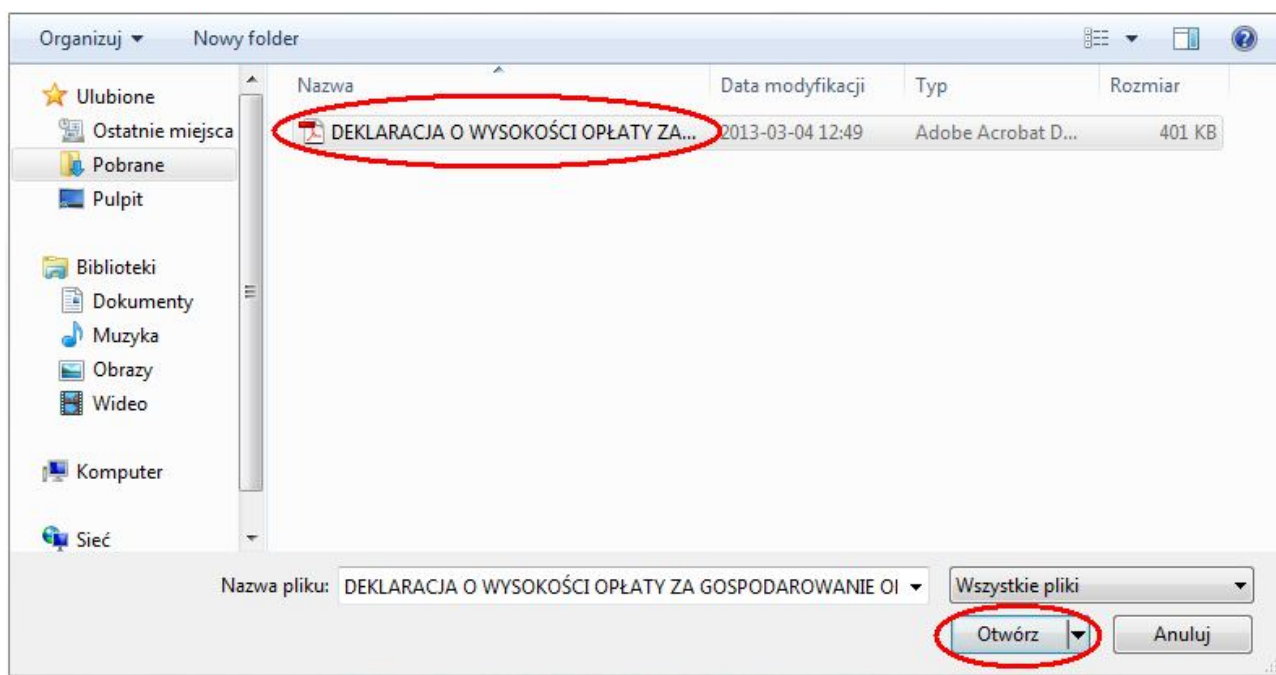 Organizuj Nowy folder
Nazwa Data modyfikacji Typ Rozmiar
Ulubione
Ostatnie miejsca
Pobrane
Pulpit
Biblioteki
Dokumenty
Muzyka
Obrazy
Wideo
Komputer
Sieć
DEKLARACJA O WYSOKOŚCI OPŁATY ZA... 2013-03-04 12:49 Adobe Acrobat D... 401 KB
Nazwa pliku: DEKLARACJA O WYSOKOŚCI OPŁATY ZA GOSPODAROWANIE Wszystkie pliki
Otwórz Anuluj